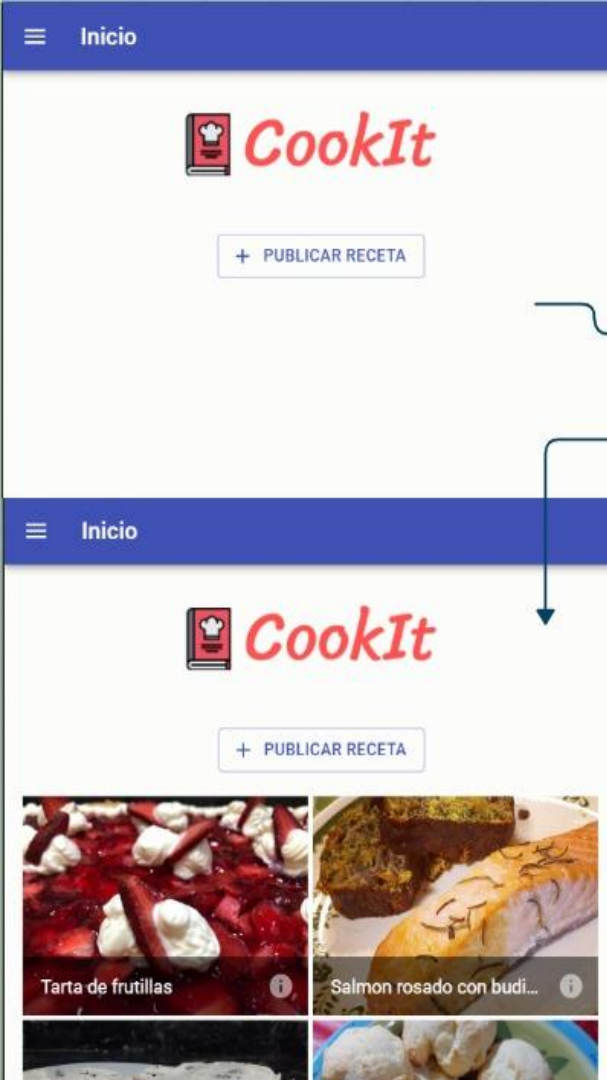 Inicio
CookIt
+ PUBLICAR RECETA
Inicio
CookIt
+ PUBLICAR RECETA
Tarta de frutillas
Salmon rosado con budi...